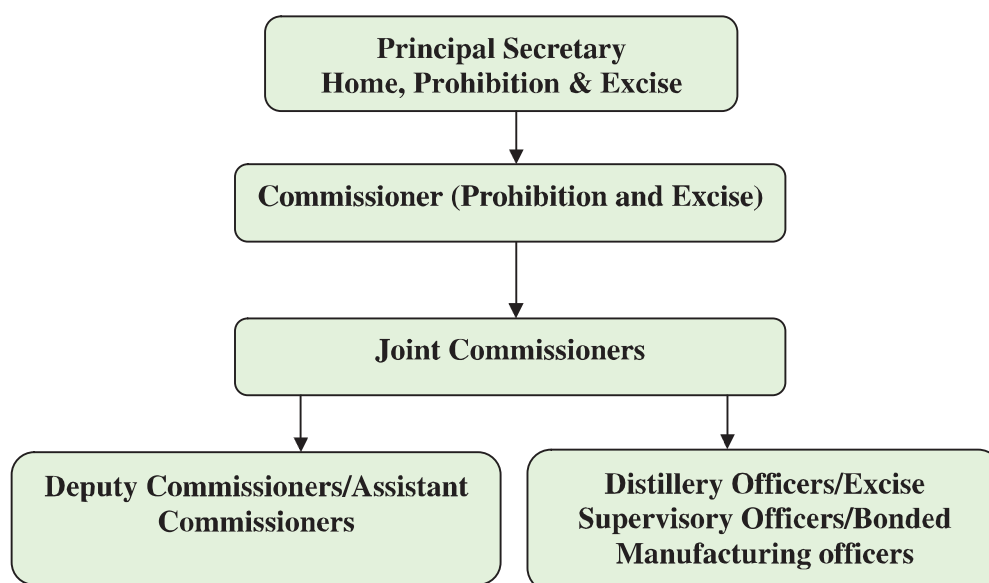 Principal Secretary
Home, Prohibition & Excise
Commissioner (Prohibition and Excise)
Joint Commissioners
Deputy Commissioners/Assistant
Commissioners
Distillery Officers/Excise
Supervisory Officers/Bonded
Manufacturing officers